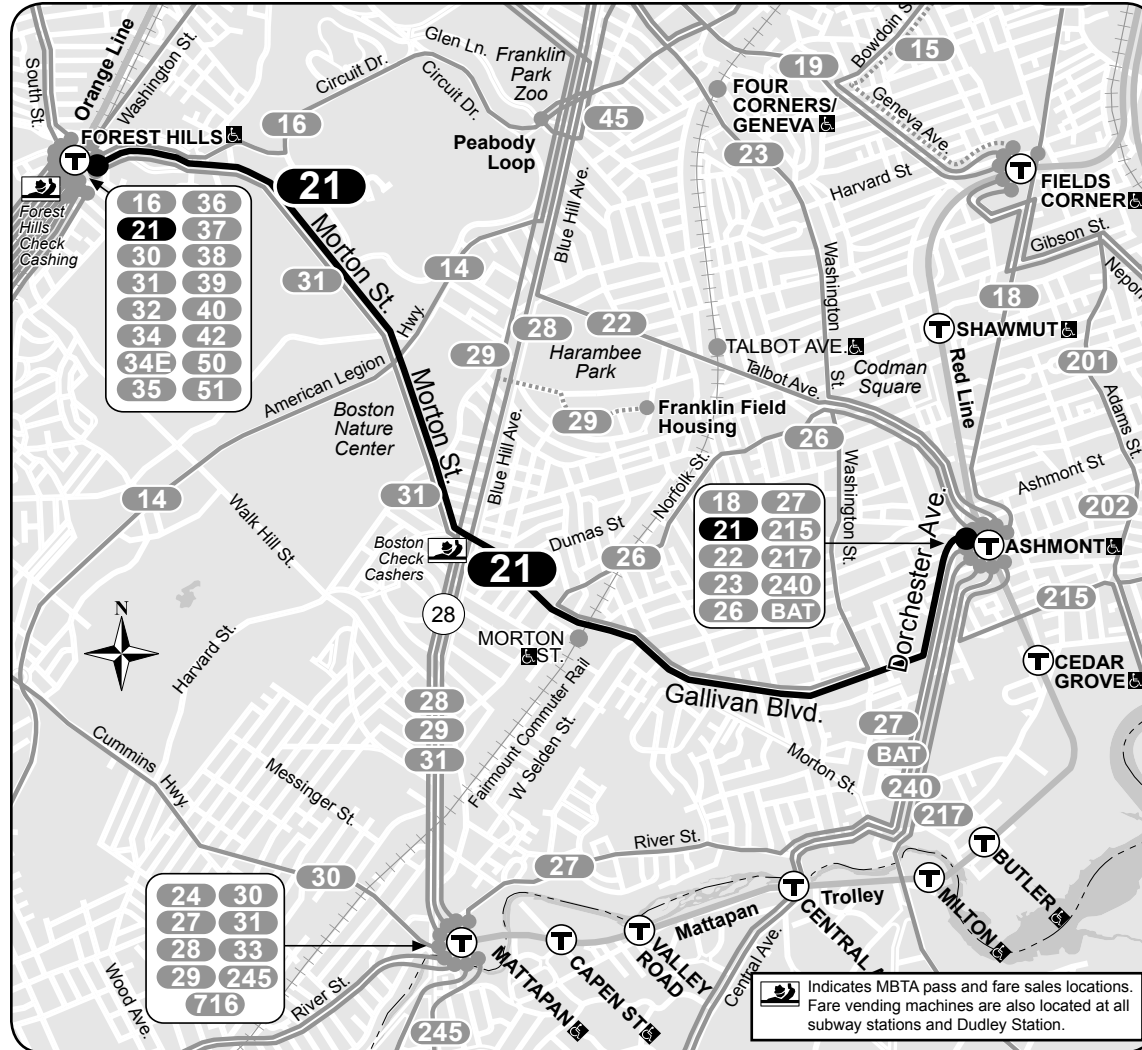 South St.
Orange Line
Washington St.
Glen Ln.
Circuit Dr.
Circuit Dr.
Franklin
Park
Zoo
Peabody
Loop
16
45
FOUR
CORNERS/
GENEVA
19
Bowdoin S
15
Geneva Ave.
23
Harvard St
FIELDS
CORNER
Gibson St.
Nepon
FOREST HILLS
T
T
Forest
Hills
Check
Cashing
16 36
21 37
30 38
31 39
32 40
34 42
34E 50
35 51
21
Morton St.
31
14
Hwy.
American Legion
Blue Hill Ave.
28
22
29
Harambee
Park
Washington
St.
TALBOT AVE.
Talbot Ave.
Codman
Square
18
T
SHAWMUT
Red Line
201
Adams St.
Morton St.
Boston
Nature
Center
29
Franklin Field
Housing
Blue Hill Ave.
26
Norfolk St.
Washington St.
Ashmont St
202
14
Walk Hill St.
31
Boston
Check
Cashers
21
Dumas St
26
18 27
21 215
22 217
23 240
26 BAT
Dorchester Ave.
T
ASHMONT
215
28
N
Harvard St.
MORTON
ST.
T
CEDAR
GROVE
Gallivan Blvd.
28
29
31
Fairmount Commuter Rail
W Selden St.
Morton St.
27
BAT
240
217
Cummins Hwy.
Messinger St.
River St.
27
30
24 30
27 31
28 33
29 245
716
T
MATTAPAN
T
CAPEN ST
T
VALLEY
ROAD
Mattapan
Trolley
T
CENTRAL
T
MILTON
T
BUTLER
Central Ave.
Wood Ave.
River St.
245
Indicates MBTA pass and fare sales locations.
Fare vending machines are also located at all
subway stations and Dudley Station.